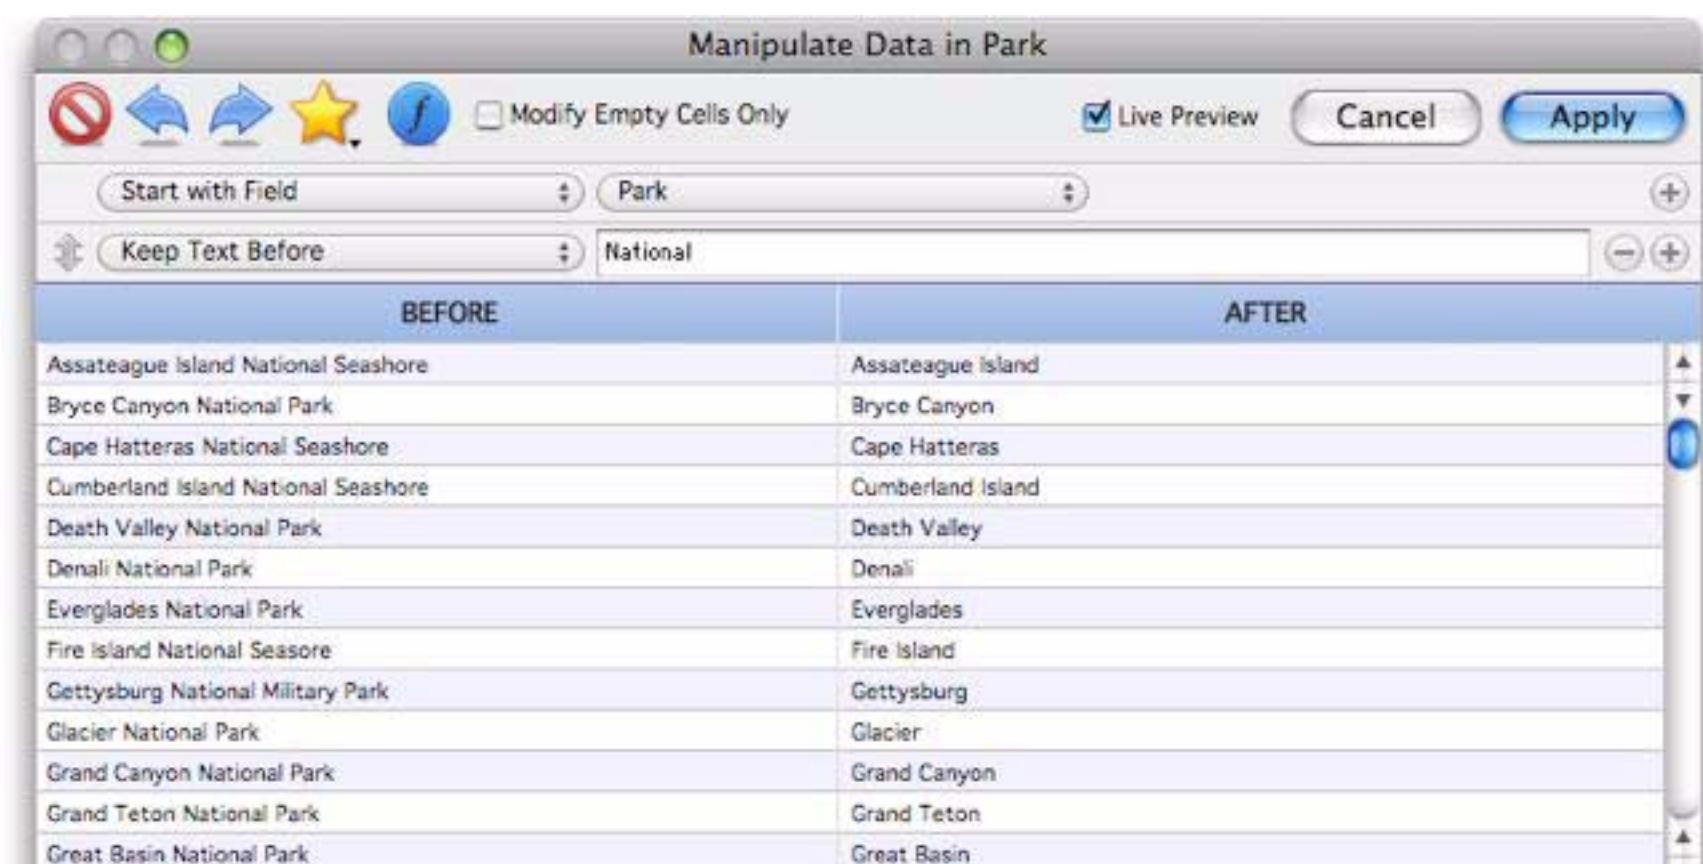 Manipulate Data in Park
f Modify Empty Cells Only Live Preview Cancel Apply
Start with Field Park
Keep Text Before National
BEFORE AFTER
Assateague Island National Seashore Assateague Island
Bryce Canyon National Park Bryce Canyon
Cape Hatteras National Seashore Cape Hatteras
Cumberland Island National Seashore Cumberland Island
Death Valley National Park Death Valley
Denali National Park Denali
Everglades National Park Everglades
Fire Island National Seasore Fire Island
Gettysburg National Military Park Gettysburg
Glacier National Park Glacier
Grand Canyon National Park Grand Canyon
Grand Teton National Park Grand Teton
Great Basin National Park Great Basin